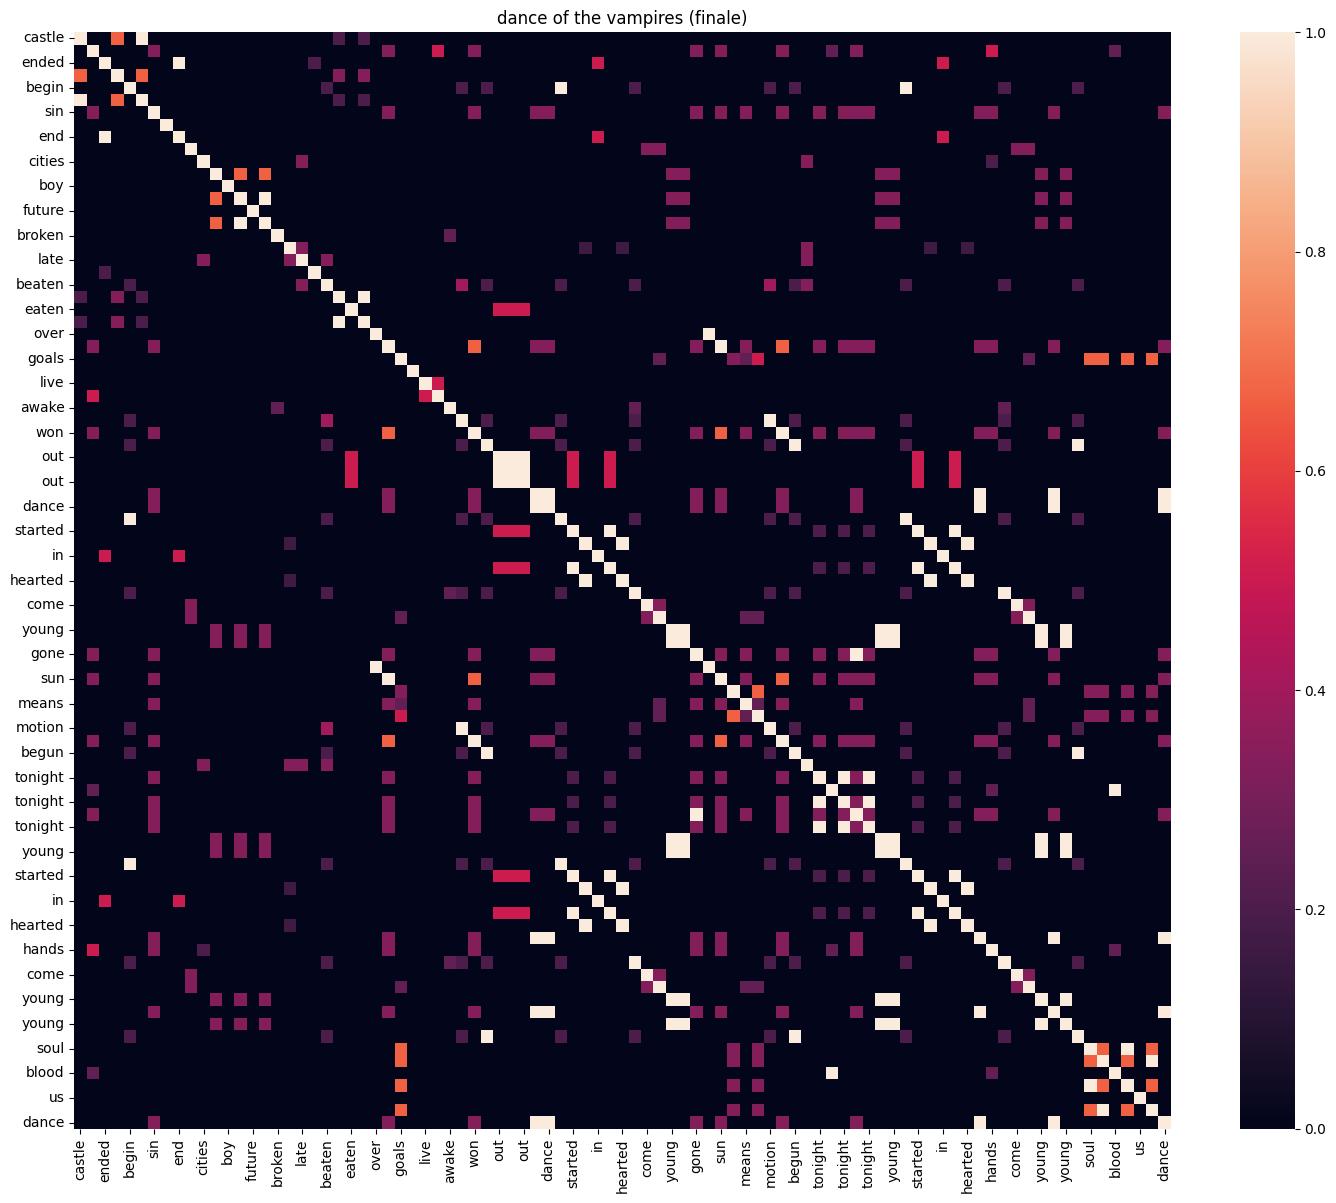 dance of the vampires (finale)
castle
ended
begin
sin
end
cities
boy
future
broken
late
beaten
eaten
over
goals
live
awake
won
out
out
dance
started
in
hearted
come
young
gone
sun
means
motion
begun
tonight
tonight
tonight
young
started
in
hearted
hands
come
young
young
soul
blood
us
dance
1.0
0.8
0.6
0.4
0.2
0.0
castle
ended
begin
sin
end
cities
boy
future
broken
late
beaten
eaten
over
goals
live
awake
won
out
out
dance
started
in
hearted
come
young
gone
sun
means
motion
begun
tonight
tonight
tonight
young
started
in
hearted
hands
come
young
young
soul
blood
us
dance